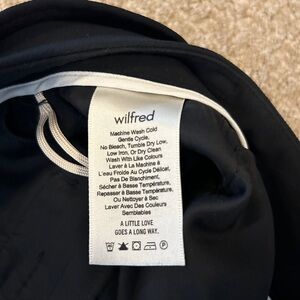 wilfred
Machine Wash Cold
Gentle Cycle,
No Bleach, Tumble Dry Low,
Low Iron, Or Dry Clean
Wash With Like Colours
Laver À La Machine À
L'eau Froide Au Cycle Délicat,
Pas De Blanchiment,
Sécher À Basse Température,
Repasser À Basse Température,
Ou Nettoyer À Sec
Laver Avec Des Couleurs
Semblables
A LITTLE LOVE
GOES A LONG WAY.